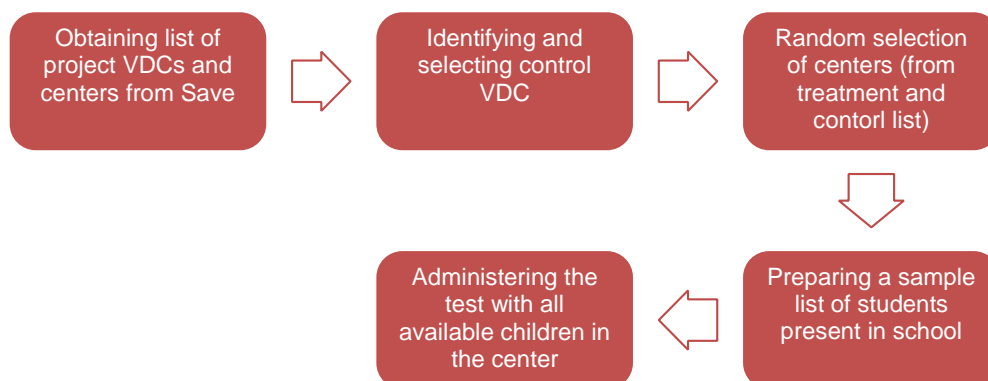 Obtaining list of
project VDCs and
centers from Save
Identifying and
selecting control
VDC
Random selection
of centers (from
treatment and
contorl list)
Preparing a sample
list of students
present in school
Administering the
test with all
available children in
the center